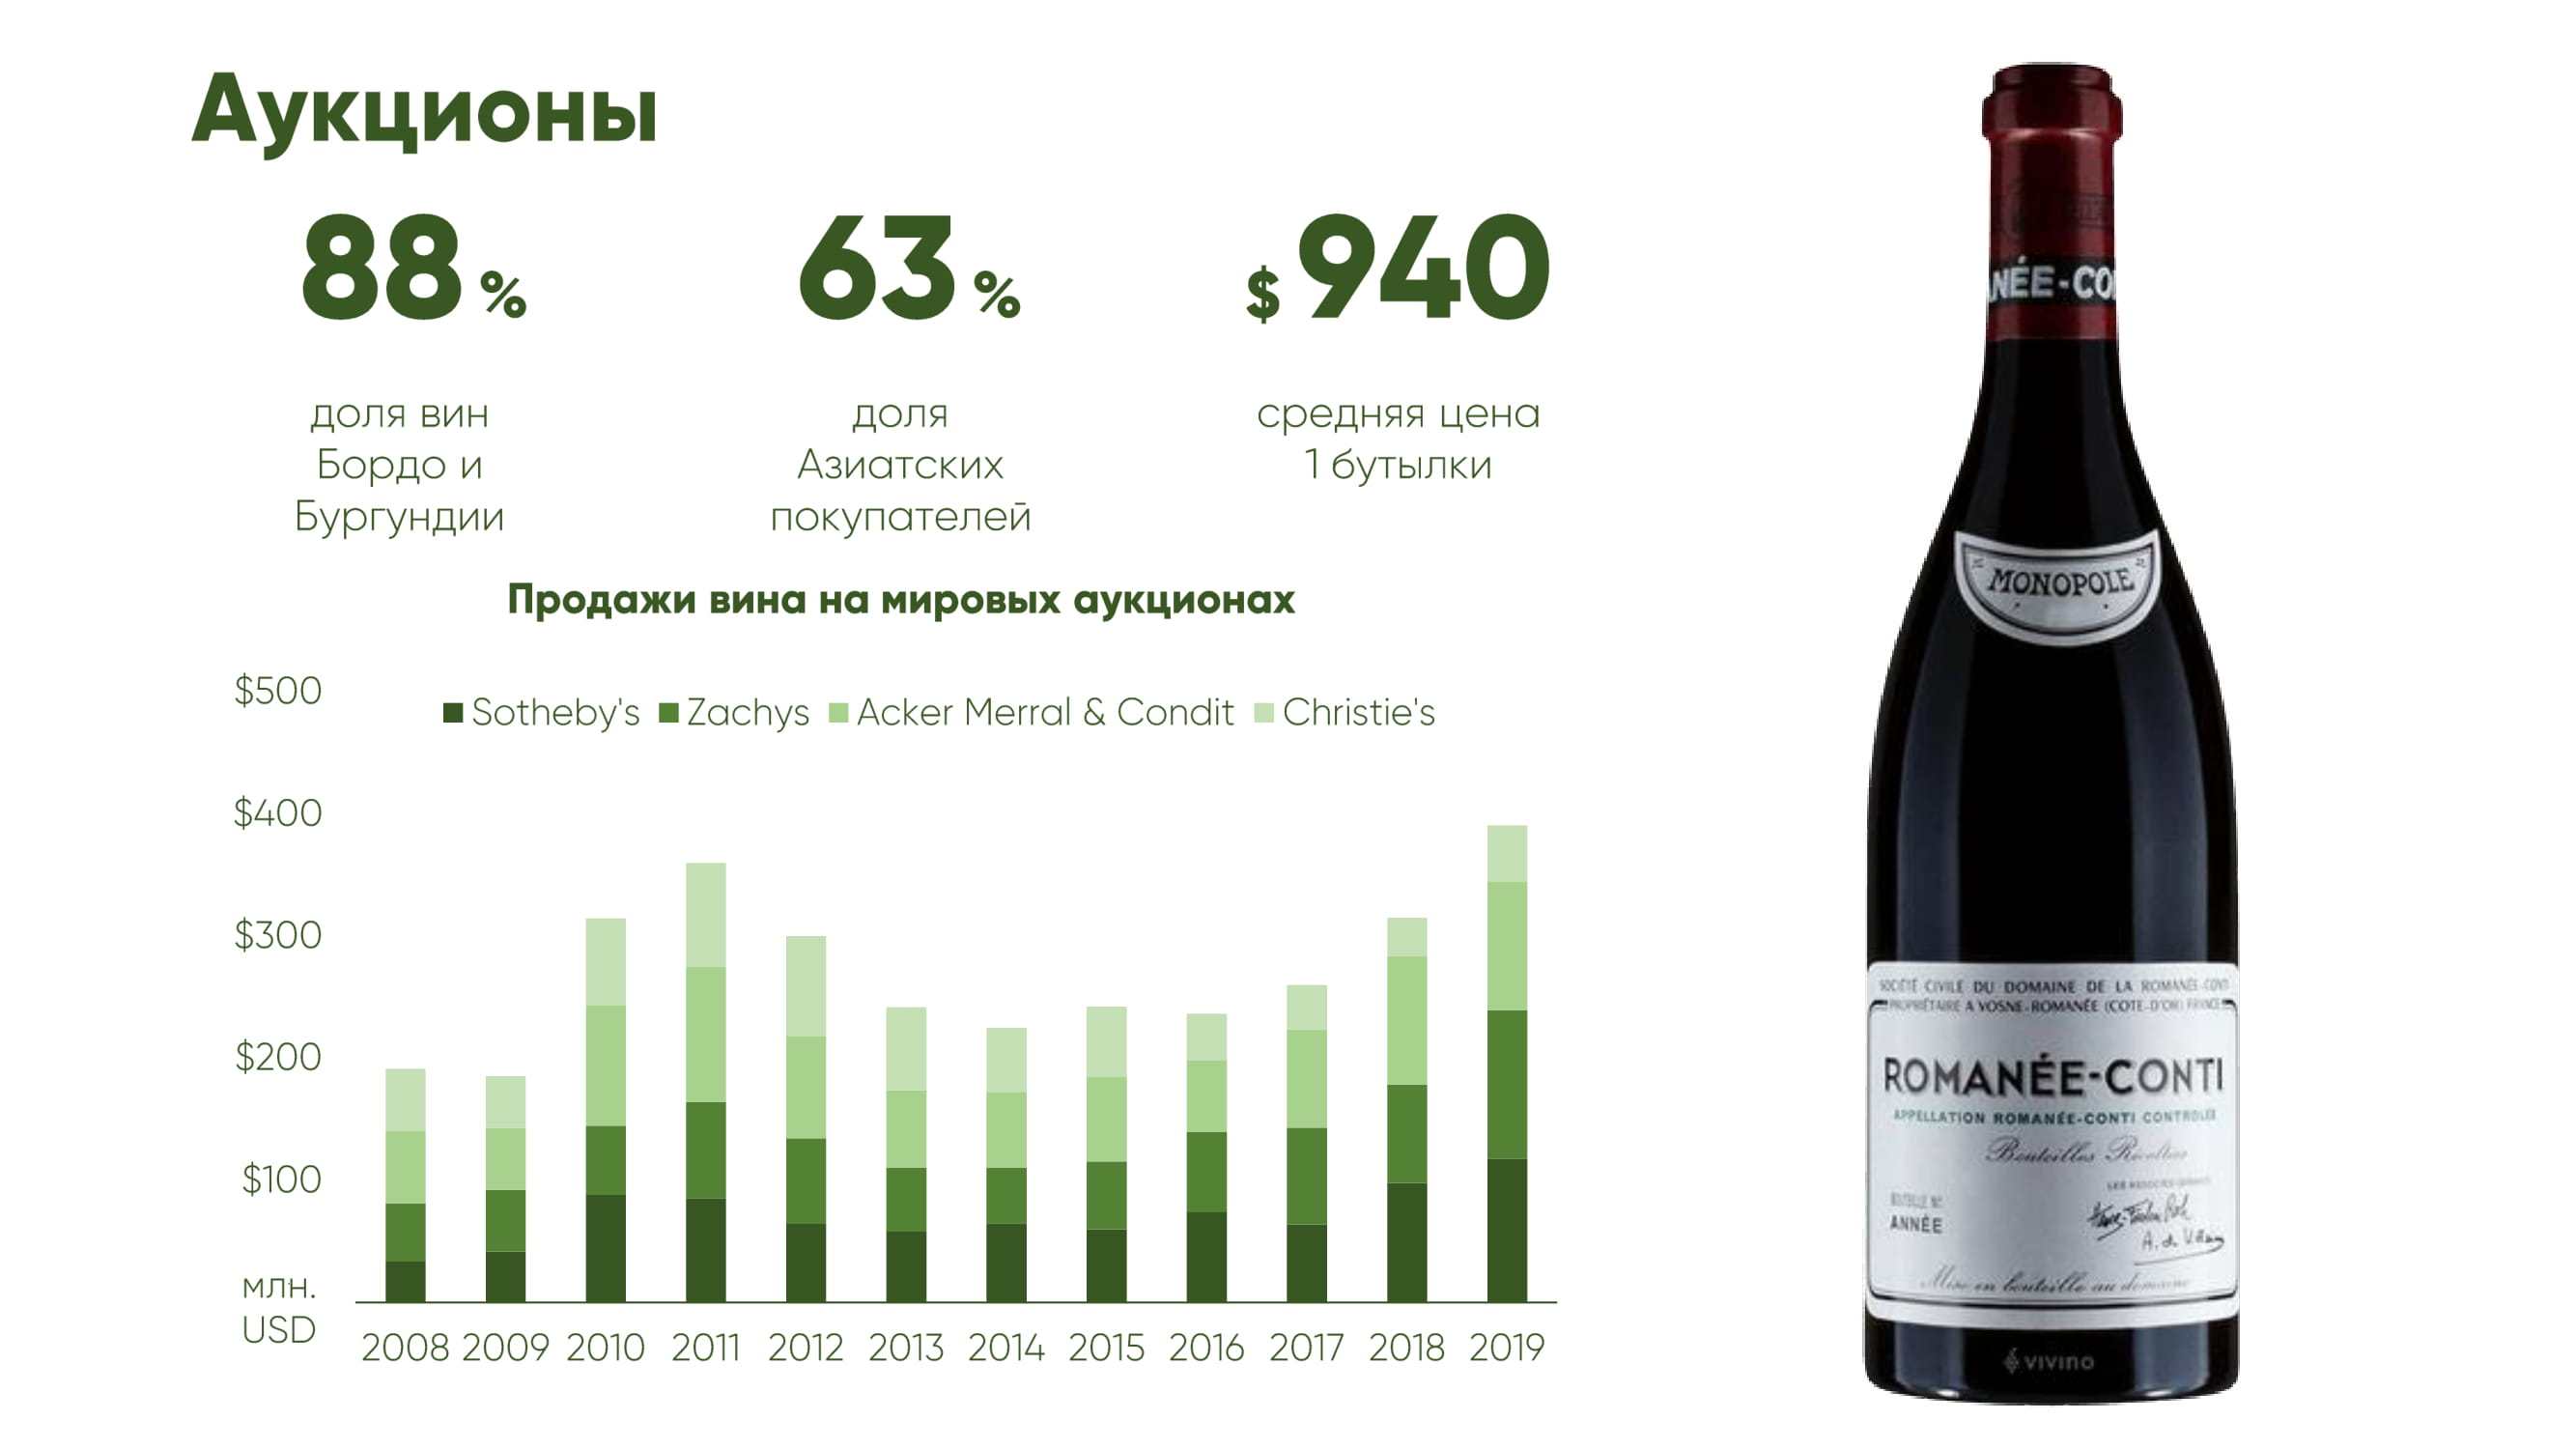 Аукционы
88 %
63 %
$ 940
доля вин
Бордо и
Бургундии
доля
Азиатских
покупателей
средняя цена
1 бутылки
Продажи вина на мировых аукционах
Sotheby's Zachys Acker Merral & Condit Christie's
$500
$400
$300
$200
$100
млн.
USD
2008 2009 2010 2011 2012 2013 2014 2015 2016 2017 2018 2019
NÉE-CO
MONOPOLE
SOCIÉTÉ CIVILE DU DOMAINE DE LA ROMANÉE-CONTI
PROPRIÉTAIRE A VOSNE-ROMANÉE (COTE-D'OR) FRANCE
ROMANÉE-CONTI
APPELLATION ROMANÉE-CONTI CONTROLÉE
Bouteilles Récoltées
BOUTEILLE Nº
ANNÉE
LES ASSOCIÉS-GÉRANTS
A. de
Mise en bouteille au domaine
vivino